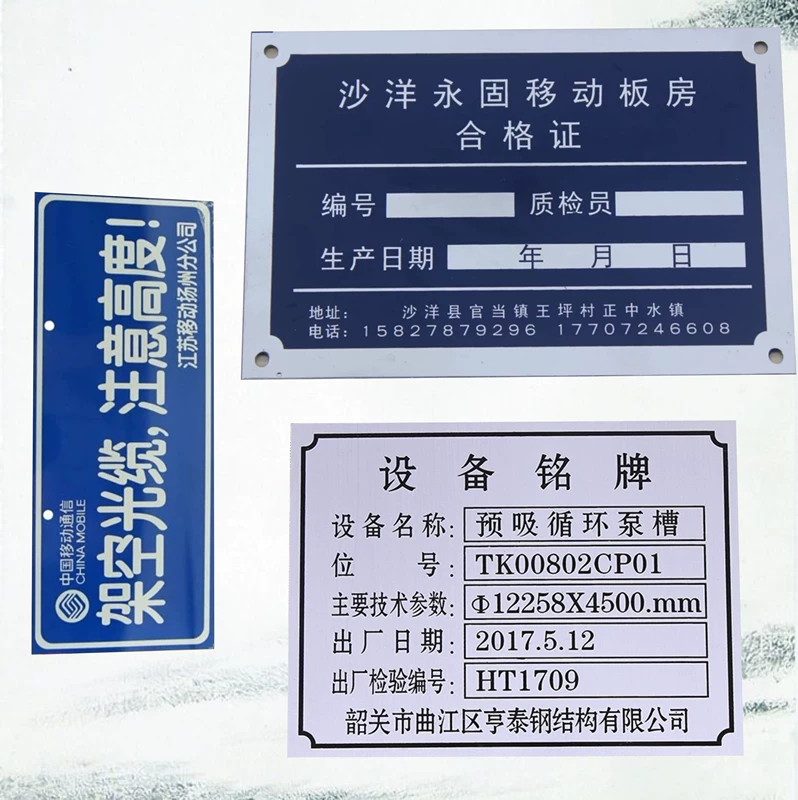 沙洋永固移动板房
合格证
编号 质检员
生产日期 年 月 日
地址: 沙洋县官当镇王坪村正中水镇
电话: 15827879296 17707246608
中国移动通信
CHINA MOBILE
架空光缆,注意高度!
江苏移动扬州分公司
设备铭牌
设备名称: 预吸循环泵槽
位号: TK00802CP01
主要技术参数: Φ12258X4500.mm
出厂日期: 2017.5.12
出厂检验编号: HT1709
韶关市曲江区亨泰钢结构有限公司